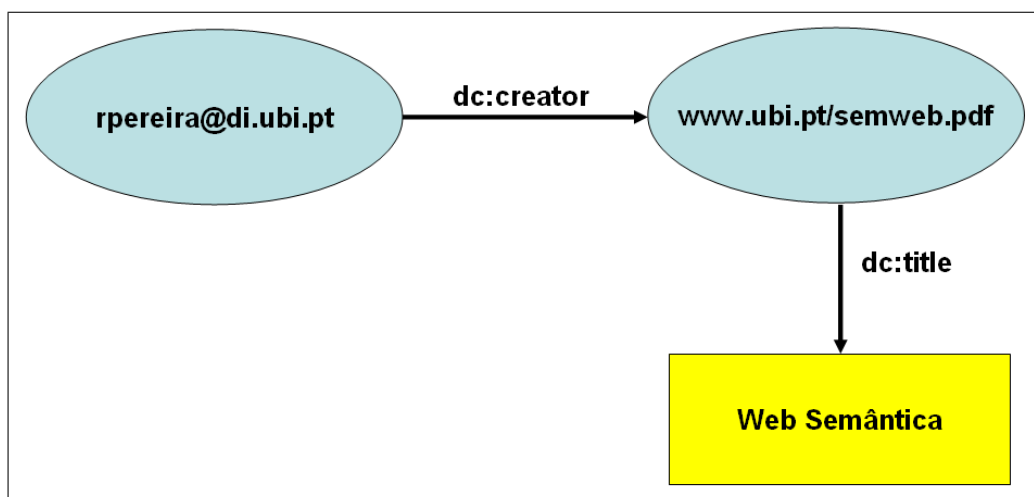 rpereira@di.ubi.pt
dc:creator
www.ubi.pt/semweb.pdf
dc:title
Web Semântica